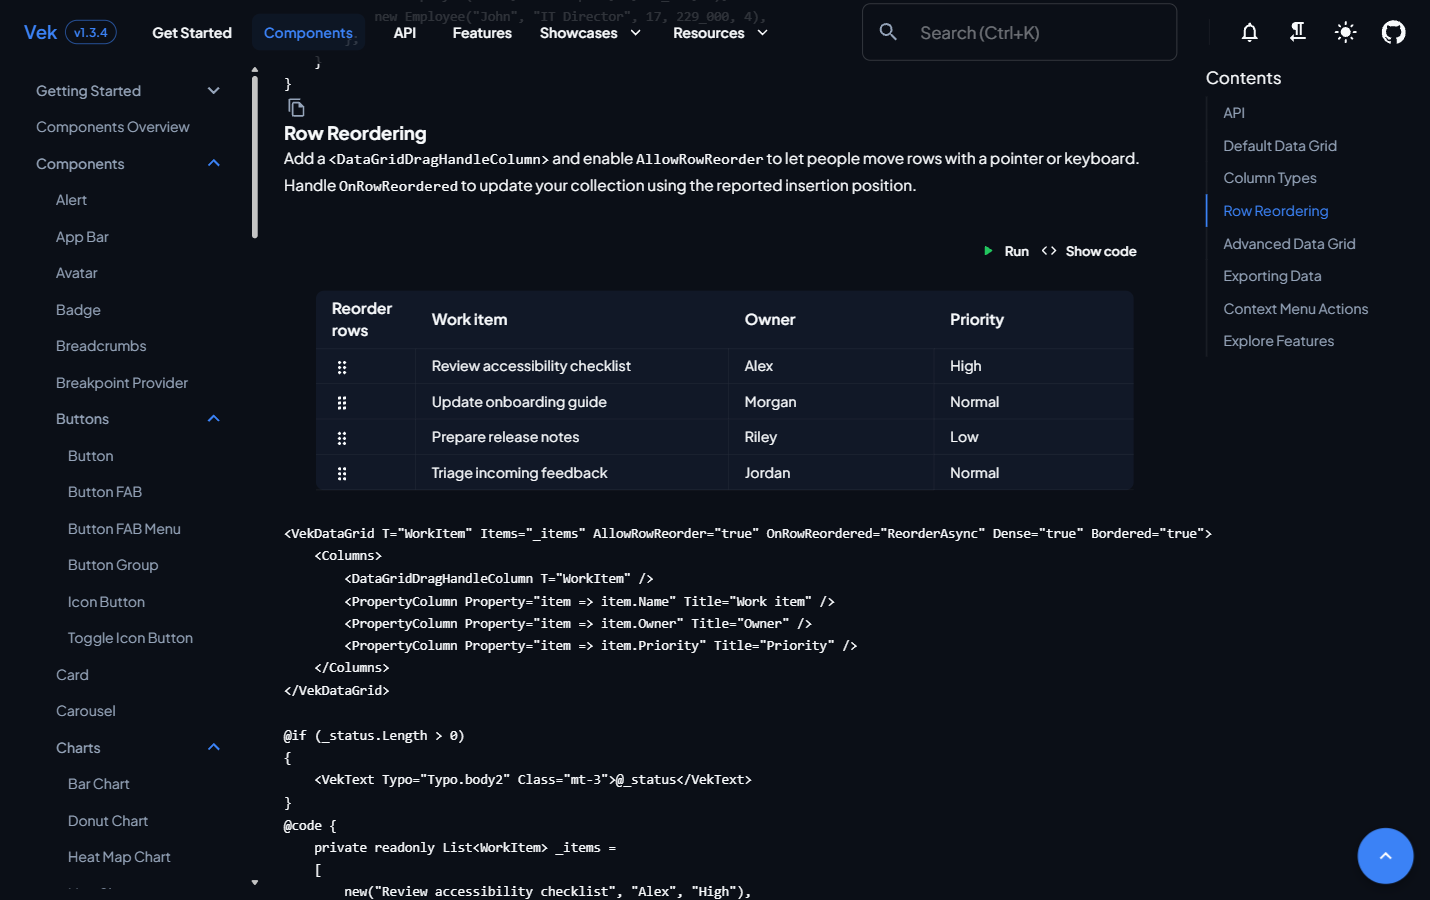 new Employee("John", "IT Director", 17, 229_000, 4),
Vek v1.3.4 Get Started Components API Features Showcases Resources Search (Ctrl+K)
}
}
Getting Started
Components Overview
Components
Alert
App Bar
Avatar
Badge
Breadcrumbs
Breakpoint Provider
Buttons
Button
Button FAB
Button FAB Menu
Button Group
Icon Button
Toggle Icon Button
Card
Carousel
Charts
Bar Chart
Donut Chart
Heat Map Chart
Row Reordering
Add a <DataGridDragHandleColumn> and enable AllowRowReorder to let people move rows with a pointer or keyboard.
Handle OnRowReordered to update your collection using the reported insertion position.
Run <> Show code
Reorder rows Work item Owner Priority
Review accessibility checklist Alex High
Update onboarding guide Morgan Normal
Prepare release notes Riley Low
Triage incoming feedback Jordan Normal
<VekDataGrid T="WorkItem" Items="_items" AllowRowReorder="true" OnRowReordered="ReorderAsync" Dense="true" Bordered="true">
    <Columns>
        <DataGridDragHandleColumn T="WorkItem" />
        <PropertyColumn Property="item => item.Name" Title="Work item" />
        <PropertyColumn Property="item => item.Owner" Title="Owner" />
        <PropertyColumn Property="item => item.Priority" Title="Priority" />
    </Columns>
</VekDataGrid>
@if (_status.Length > 0)
{
    <VekText Typo="Typo.body2" Class="mt-3">@_status</VekText>
}
@code {
    private readonly List<WorkItem> _items =
    [
        new("Review accessibility checklist", "Alex", "High"),
Contents
API
Default Data Grid
Column Types
Row Reordering
Advanced Data Grid
Exporting Data
Context Menu Actions
Explore Features